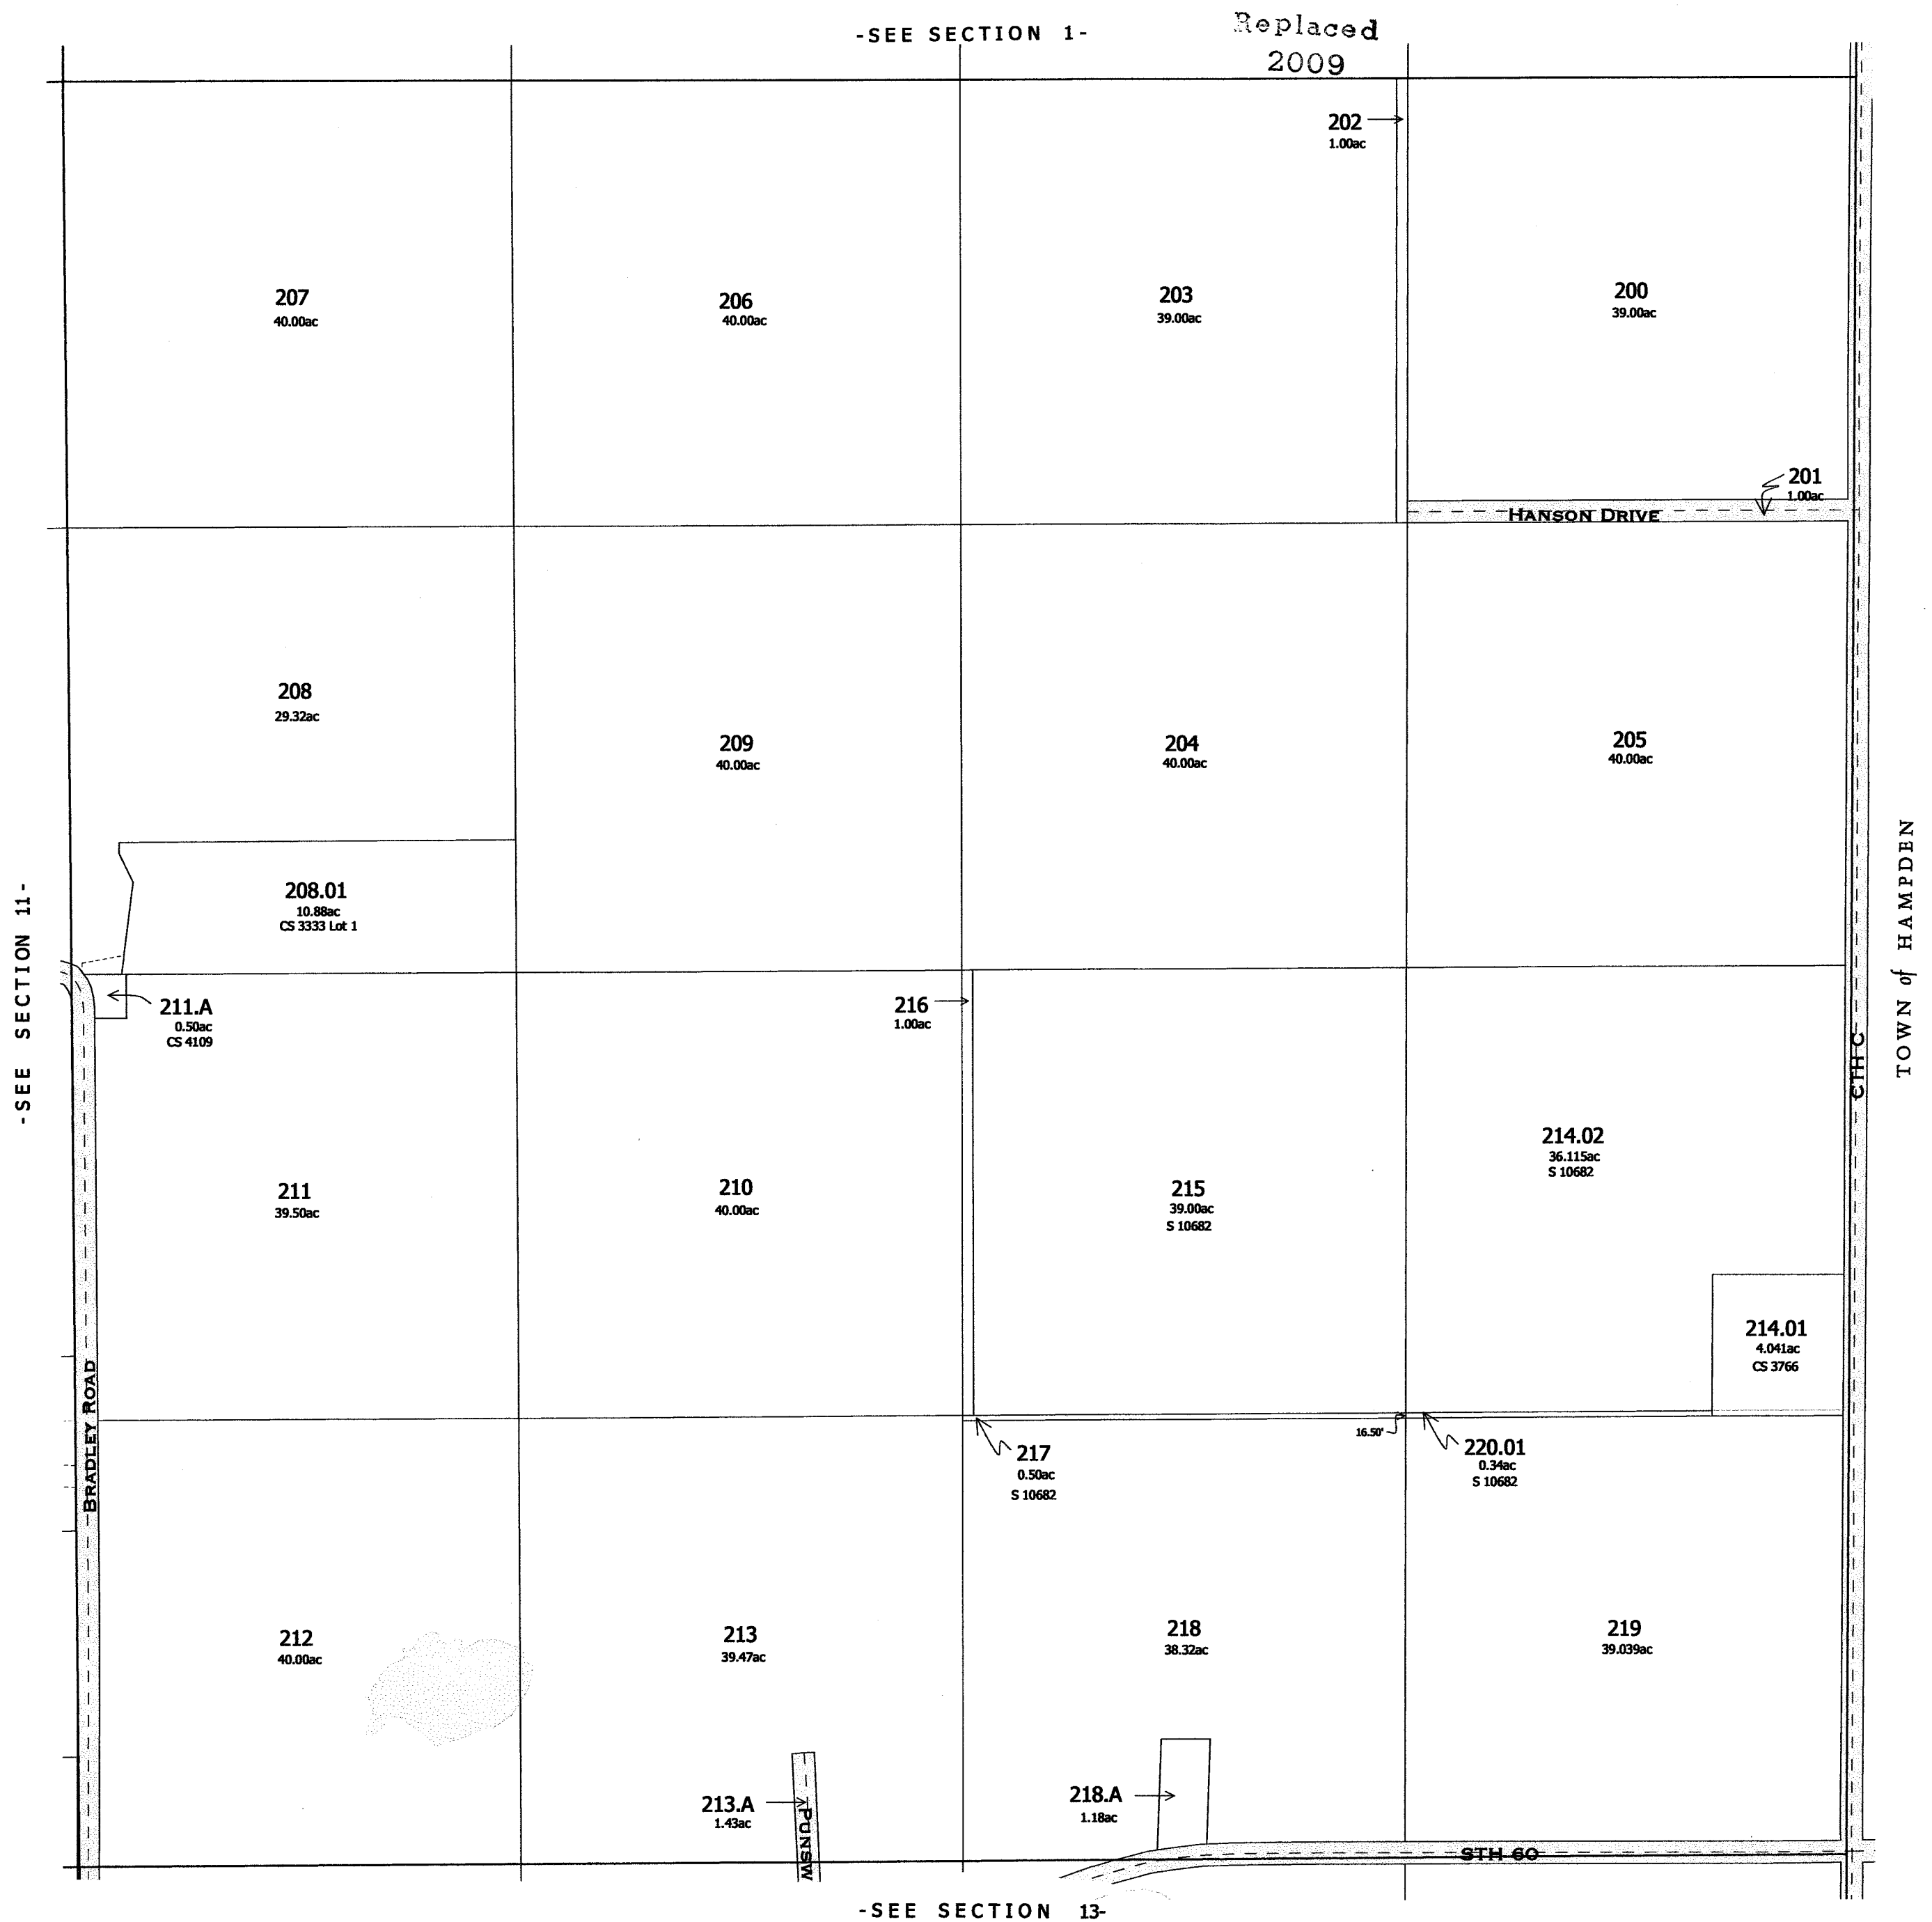 -SEE SECTION 1-
Replaced
2009
202
1.00ac
207
40.00ac
206
40.00ac
203
39.00ac
200
39.00ac
201
1.00ac
HANSON DRIVE
208
29.32ac
209
40.00ac
204
40.00ac
205
40.00ac
208.01
10.88ac
CS 3333 Lot 1
-SEE SECTION 11-
TOWN of HAMPDEN
211.A
0.50ac
CS 4109
216
1.00ac
CTH C
214.02
36.115ac
S 10682
211
39.50ac
210
40.00ac
215
39.00ac
S 10682
214.01
4.041ac
CS 3766
BRADLEY ROAD
16.50'
217
0.50ac
S 10682
220.01
0.34ac
S 10682
212
40.00ac
213
39.47ac
218
38.32ac
219
39.039ac
213.A
1.43ac
PUNSW
218.A
1.18ac
STH 60
-SEE SECTION 13-